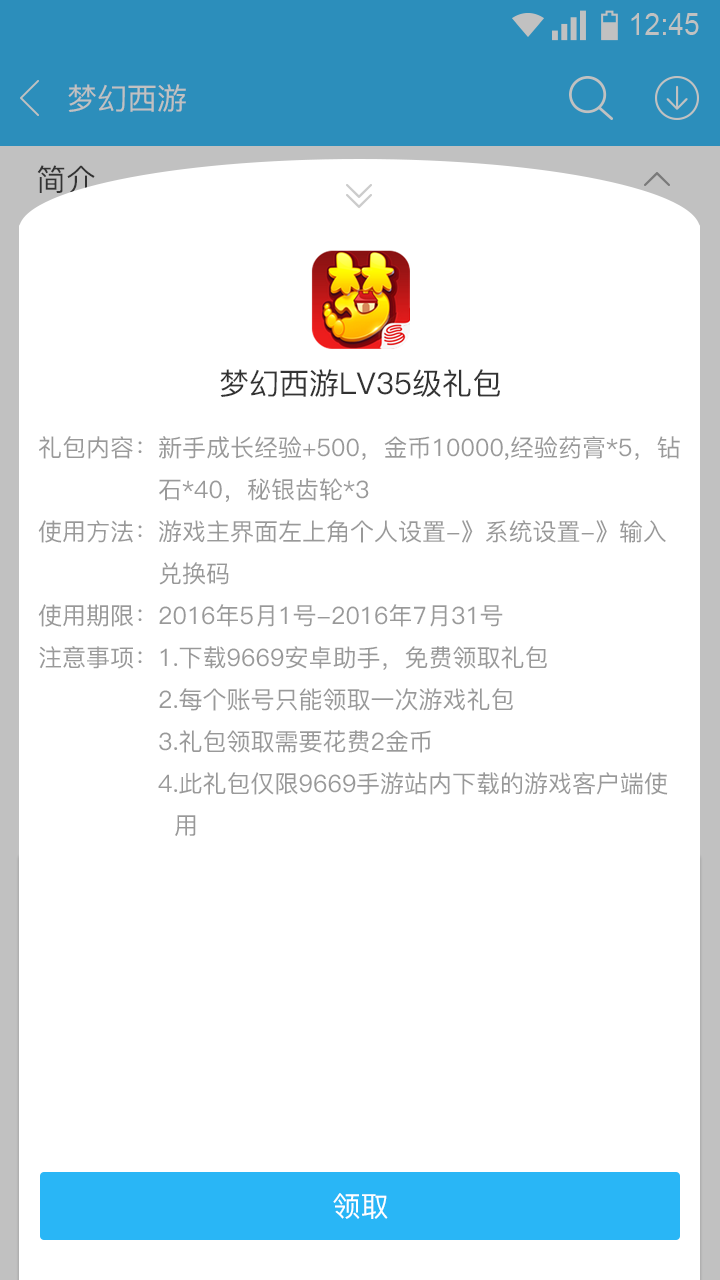 12:45
梦幻西游
简介
梦
梦幻西游LV35级礼包
礼包内容：新手成长经验+500，金币10000,经验药膏*5，钻
石*40，秘银齿轮*3
使用方法：游戏主界面左上角个人设置-》系统设置-》输入
兑换码
使用期限：2016年5月1号-2016年7月31号
注意事项：1.下载9669安卓助手，免费领取礼包
2.每个账号只能领取一次游戏礼包
3.礼包领取需要花费2金币
4.此礼包仅限9669手游站内下载的游戏客户端使
用
领取